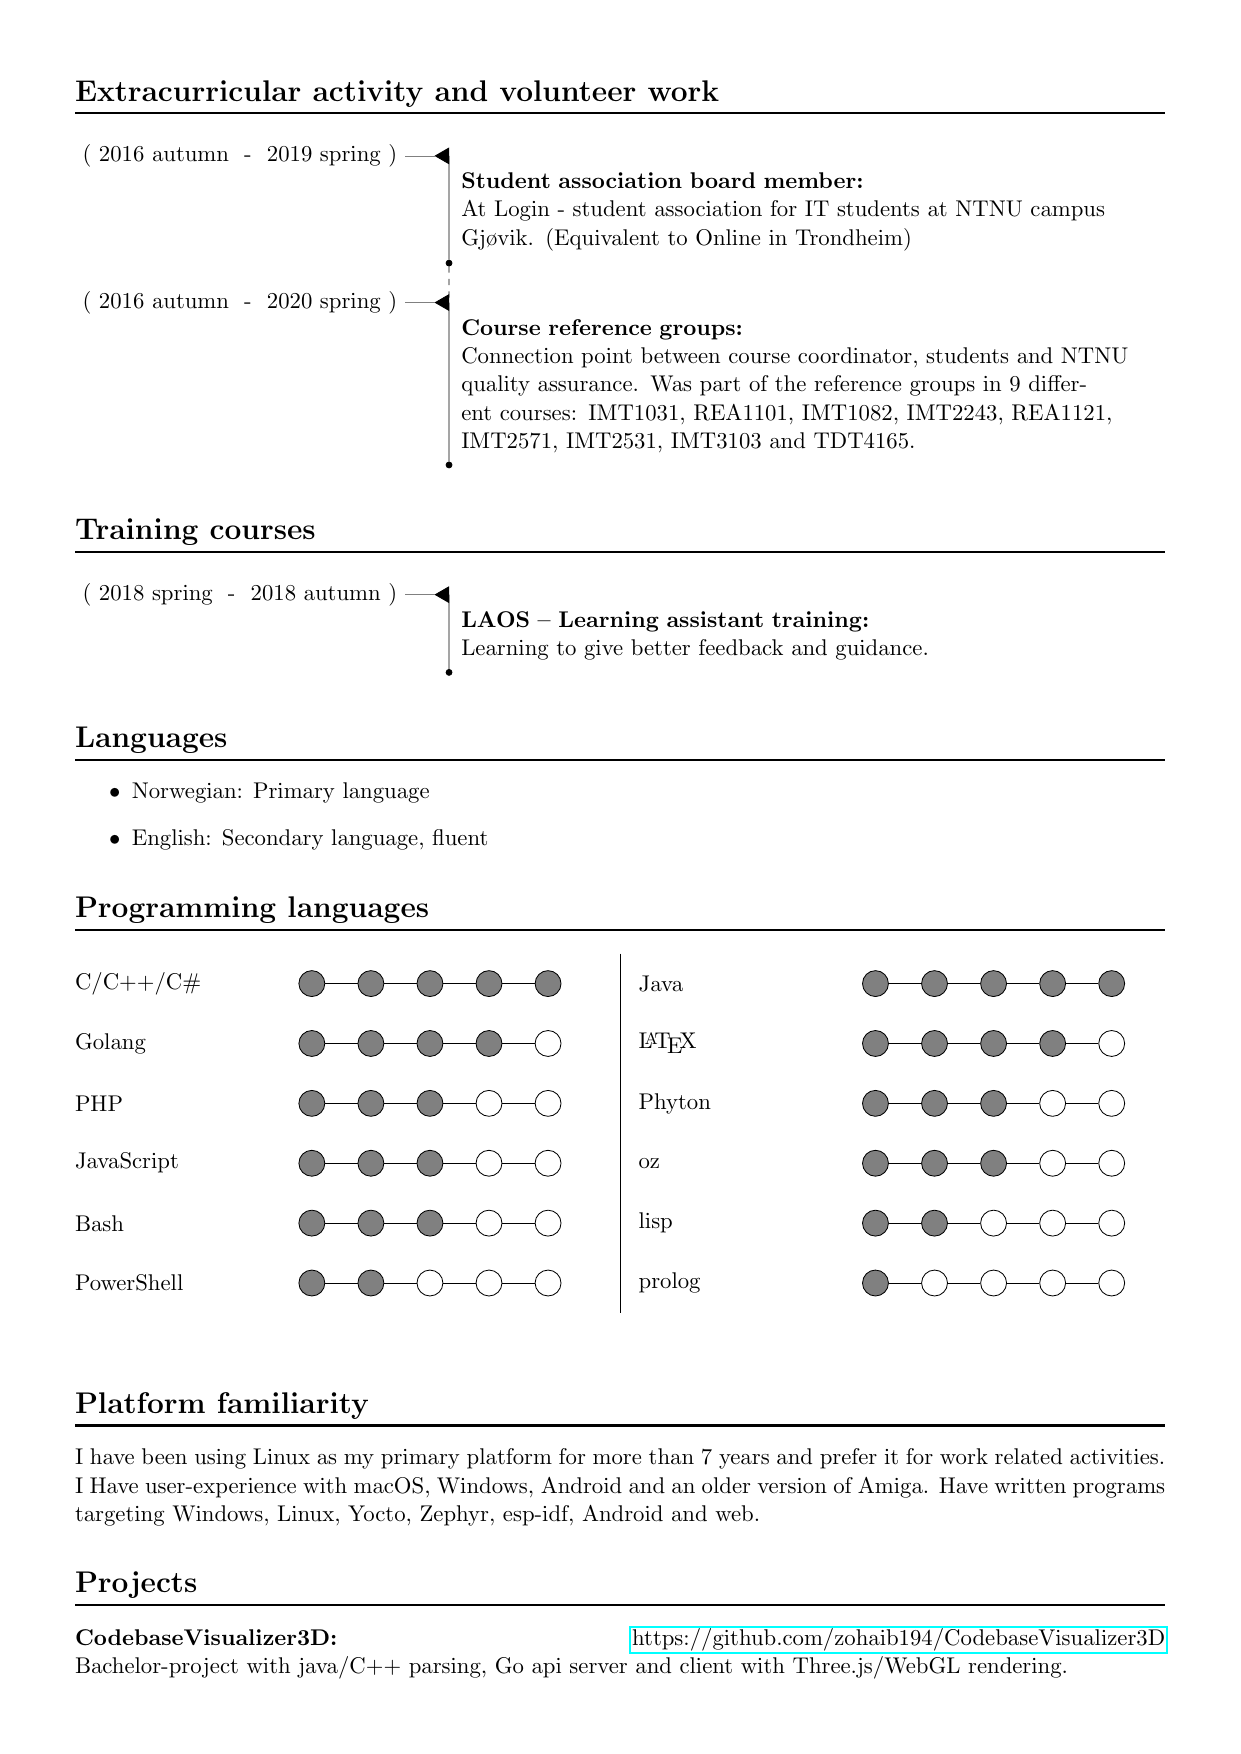 Extracurricular activity and volunteer work
( 2016 autumn - 2019 spring )
Student association board member:
At Login - student association for IT students at NTNU campus
Gjøvik. (Equivalent to Online in Trondheim)
( 2016 autumn - 2020 spring )
Course reference groups:
Connection point between course coordinator, students and NTNU
quality assurance. Was part of the reference groups in 9 differ-
ent courses: IMT1031, REA1101, IMT1082, IMT2243, REA1121,
IMT2571, IMT2531, IMT3103 and TDT4165.
Training courses
( 2018 spring - 2018 autumn )
LAOS – Learning assistant training:
Learning to give better feedback and guidance.
Languages
• Norwegian: Primary language
• English: Secondary language, fluent
Programming languages
C/C++/C#
Golang
PHP
JavaScript
Bash
PowerShell
Java
LATEX
Phyton
oz
lisp
prolog
Platform familiarity
I have been using Linux as my primary platform for more than 7 years and prefer it for work related activities.
I Have user-experience with macOS, Windows, Android and an older version of Amiga. Have written programs
targeting Windows, Linux, Yocto, Zephyr, esp-idf, Android and web.
Projects
CodebaseVisualizer3D: https://github.com/zohaib194/CodebaseVisualizer3D
Bachelor-project with java/C++ parsing, Go api server and client with Three.js/WebGL rendering.